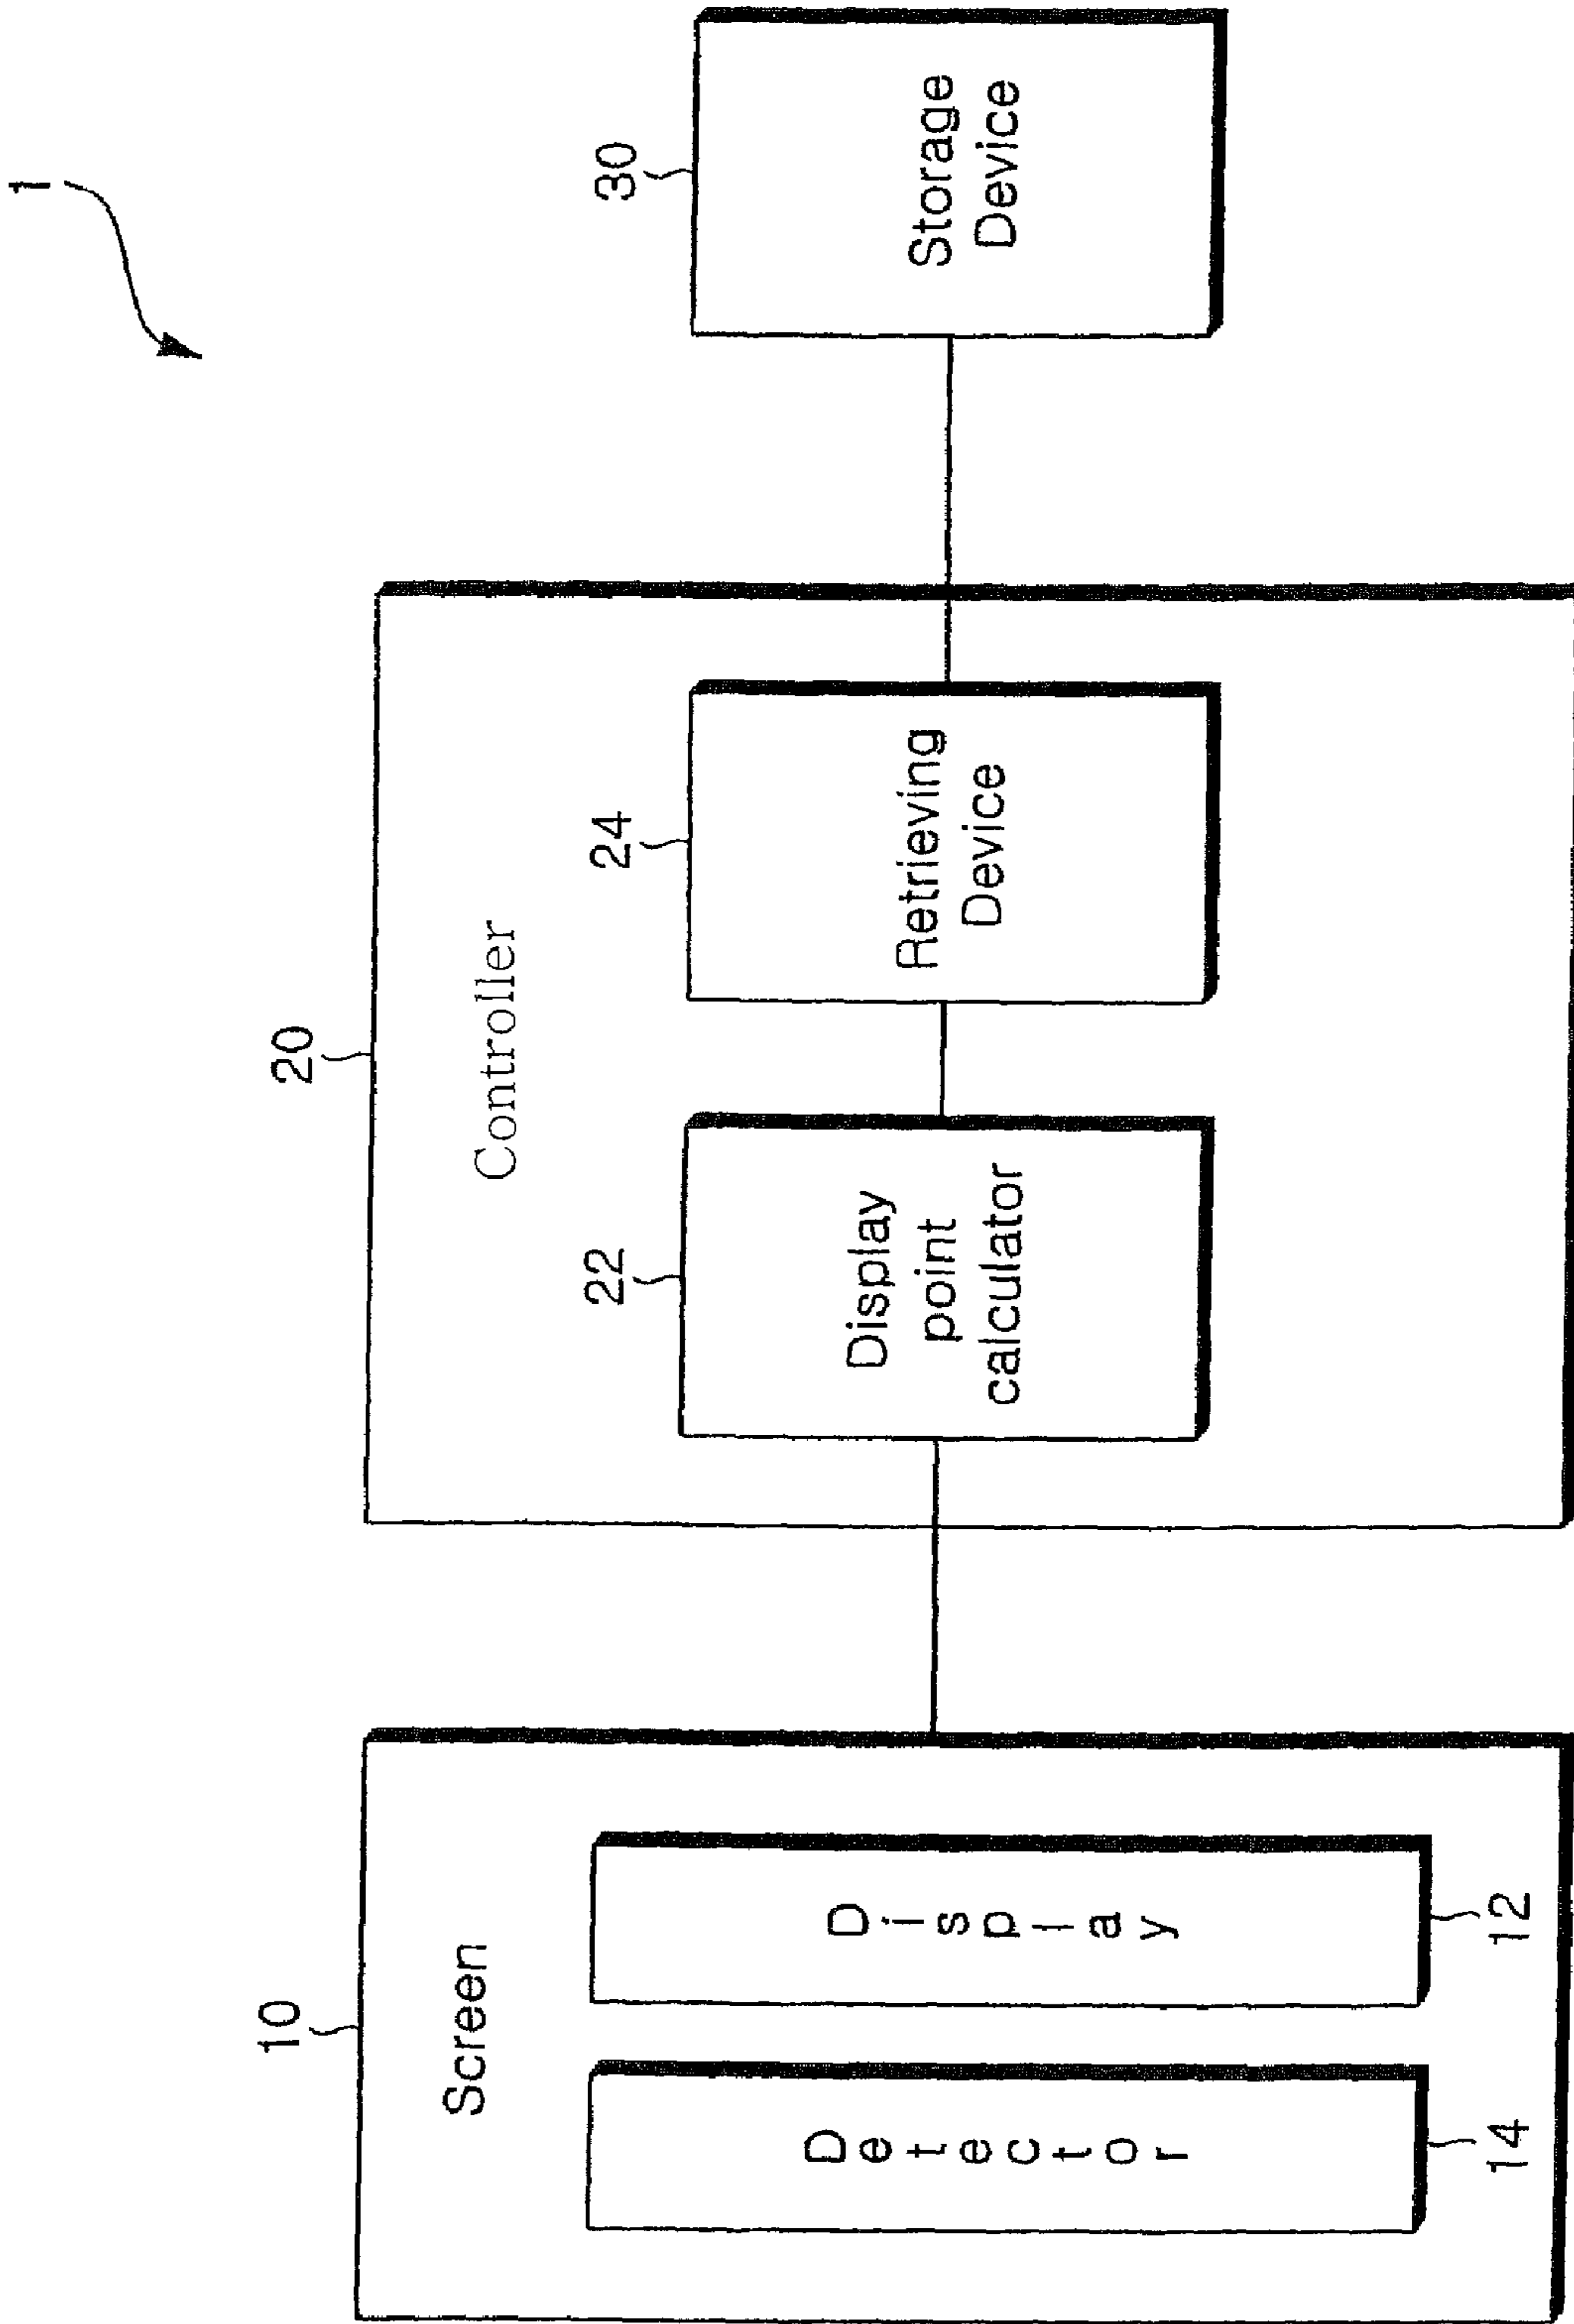 1
10
Screen
Detector
14
Display
12
20
Controller
22
Display
point
calculator
24
Retrieving
Device
30
Storage
Device